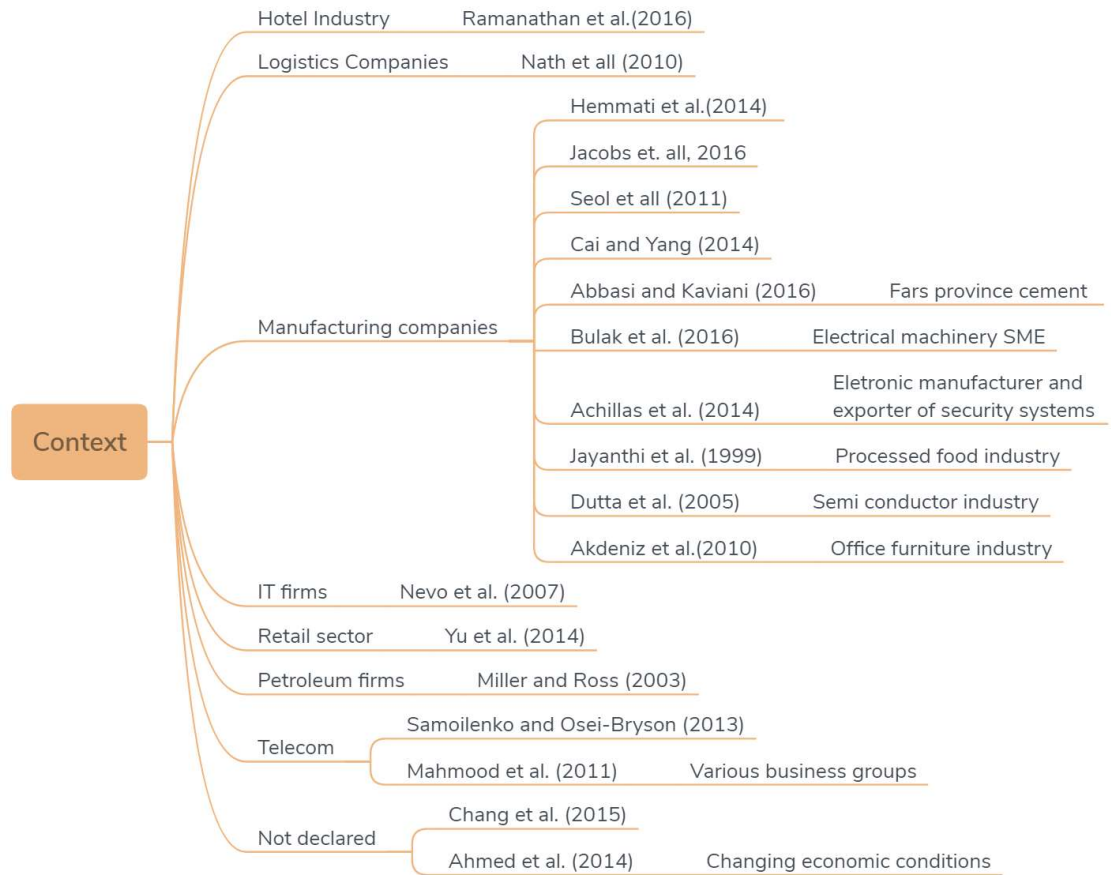 Hotel Industry Ramanathan et al.(2016)
Logistics Companies Nath et all (2010)
Hemmati et al.(2014)
Jacobs et. all, 2016
Seol et all (2011)
Cai and Yang (2014)
Abbasi and Kaviani (2016) Fars province cement
Manufacturing companies
Bulak et al. (2016) Electrical machinery SME
Eletronic manufacturer and
Achillas et al. (2014) exporter of security systems
Context
Jayanthi et al. (1999) Processed food industry
Dutta et al. (2005) Semi conductor industry
Akdeniz et al.(2010) Office furniture industry
IT firms Nevo et al. (2007)
Retail sector Yu et al. (2014)
Petroleum firms Miller and Ross (2003)
Samoilenko and Osei-Bryson (2013)
Telecom
Mahmood et al. (2011) Various business groups
Chang et al. (2015)
Not declared
Ahmed et al. (2014) Changing economic conditions